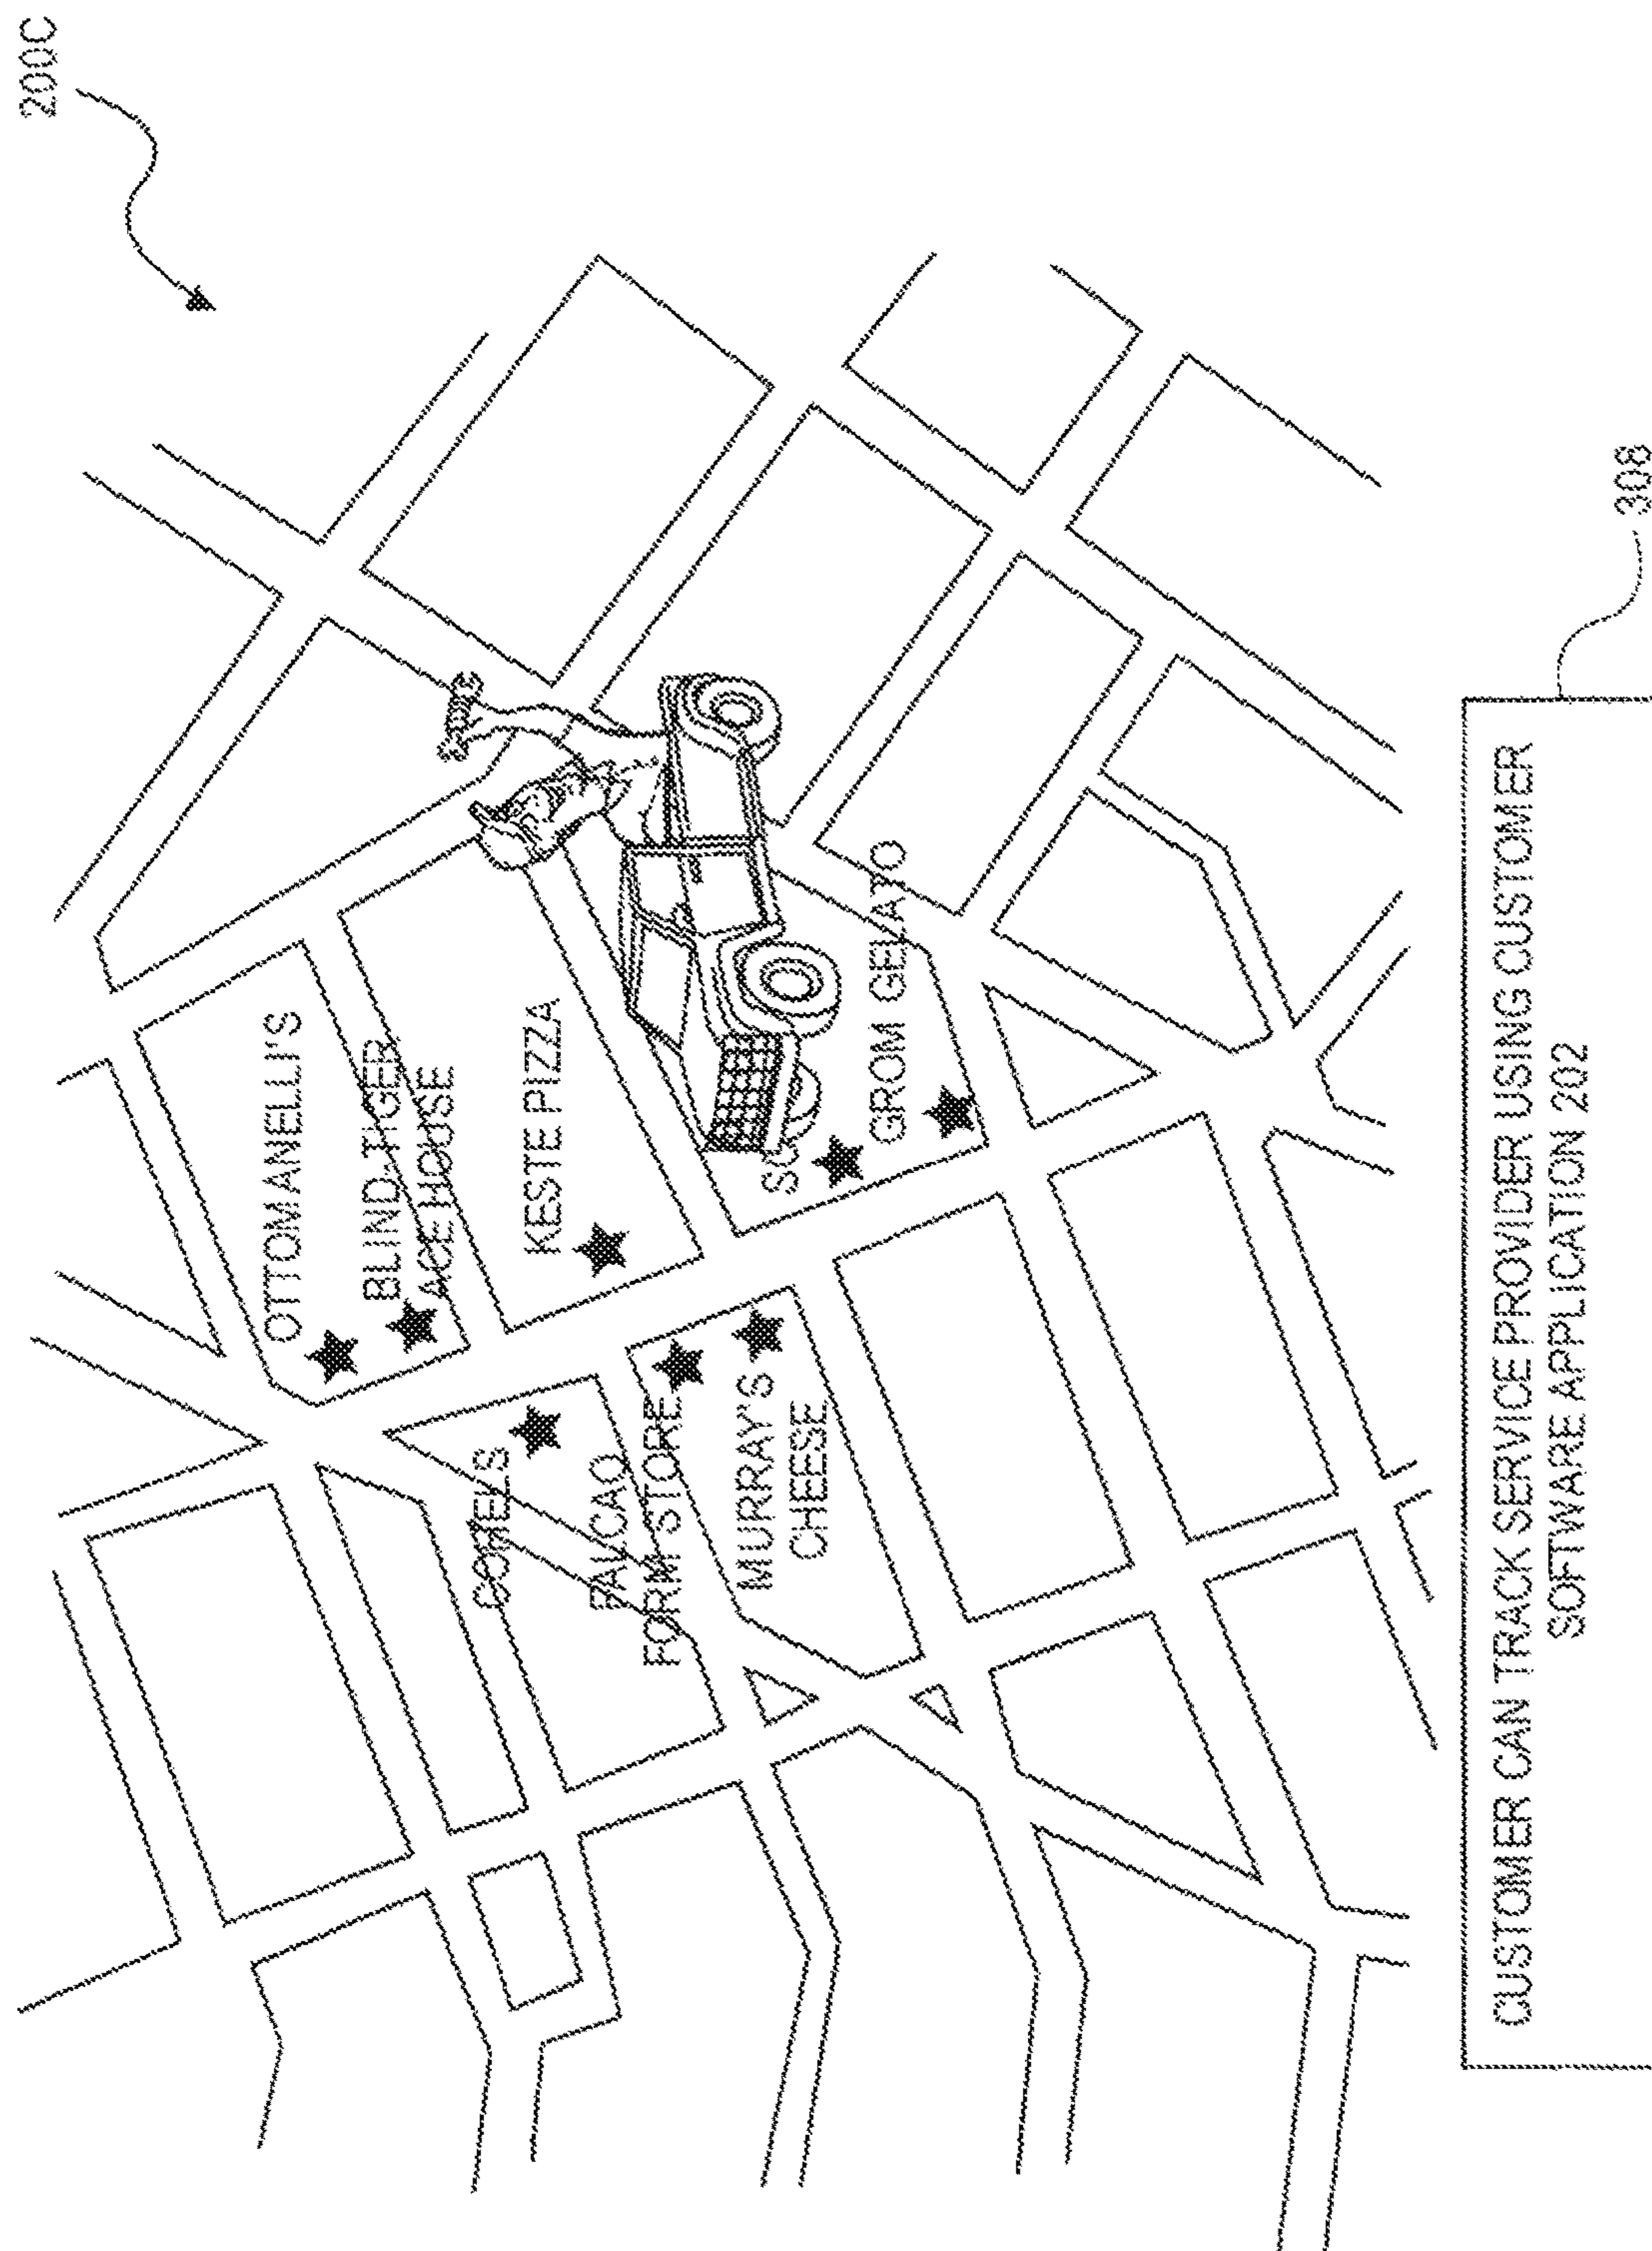 200C
OTTOMANELLI'S
BLIND TIGER
ACE HOUSE
KESTE PIZZA
GROM GELATO
FALCAO
FORM STORE
MURRAY'S
CHEESE
308
CUSTOMER CAN TRACK SERVICE PROVIDER USING CUSTOMER
SOFTWARE APPLICATION 202